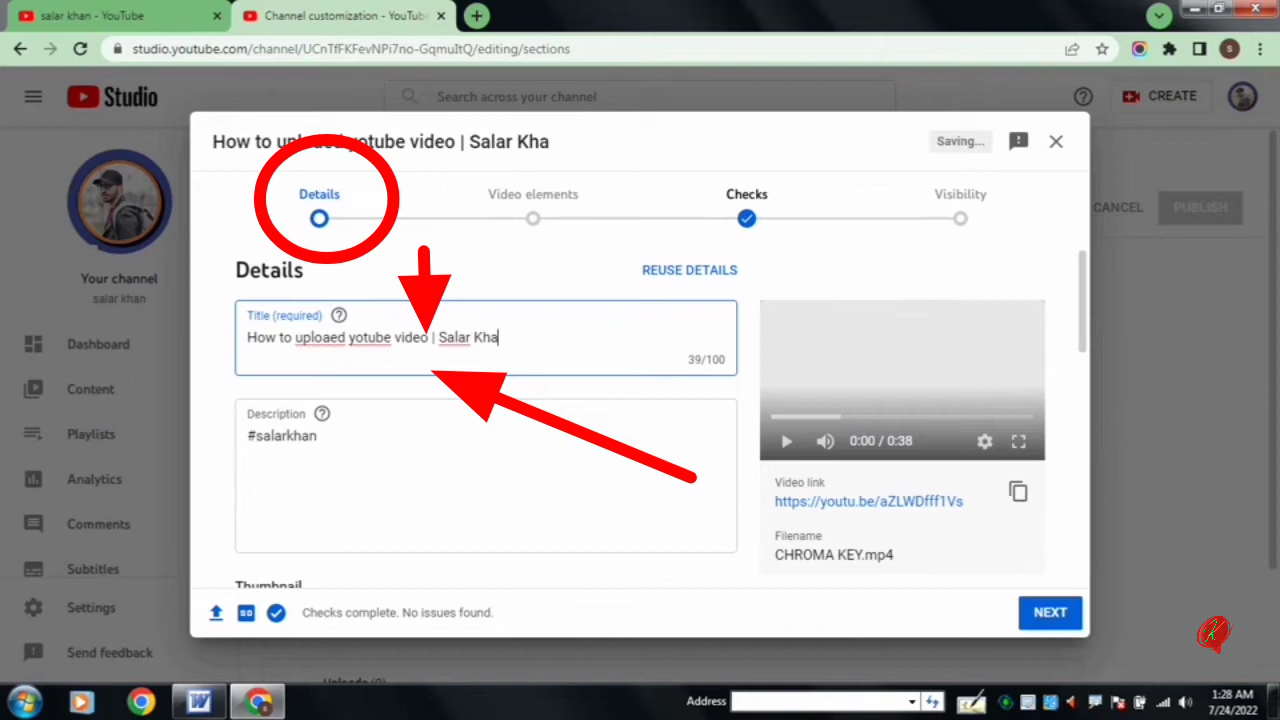 salar khan - YouTube
Channel customization - YouTube
studio.youtube.com/channel/UCnTfFKFevNPi7no-GqmuItQ/editing/sections
Studio
Search across your channel
CREATE
How to uploaed yotube video | Salar Kha
Saving...
Details
Video elements
Checks
Visibility
CANCEL
PUBLISH
Your channel
salar khan
Dashboard
Content
Playlists
Analytics
Comments
Subtitles
Settings
Send feedback
Details
REUSE DETAILS
Title (required)
How to uploaed yotube video | Salar Kha
39/100
Description
#salarkhan
Thumbnail
0:00 / 0:38
Video link
https://youtu.be/aZLWDfff1Vs
Filename
CHROMA KEY.mp4
SD
Checks complete. No issues found.
NEXT
Uploads (0)
Address
1:28 AM
7/24/2022